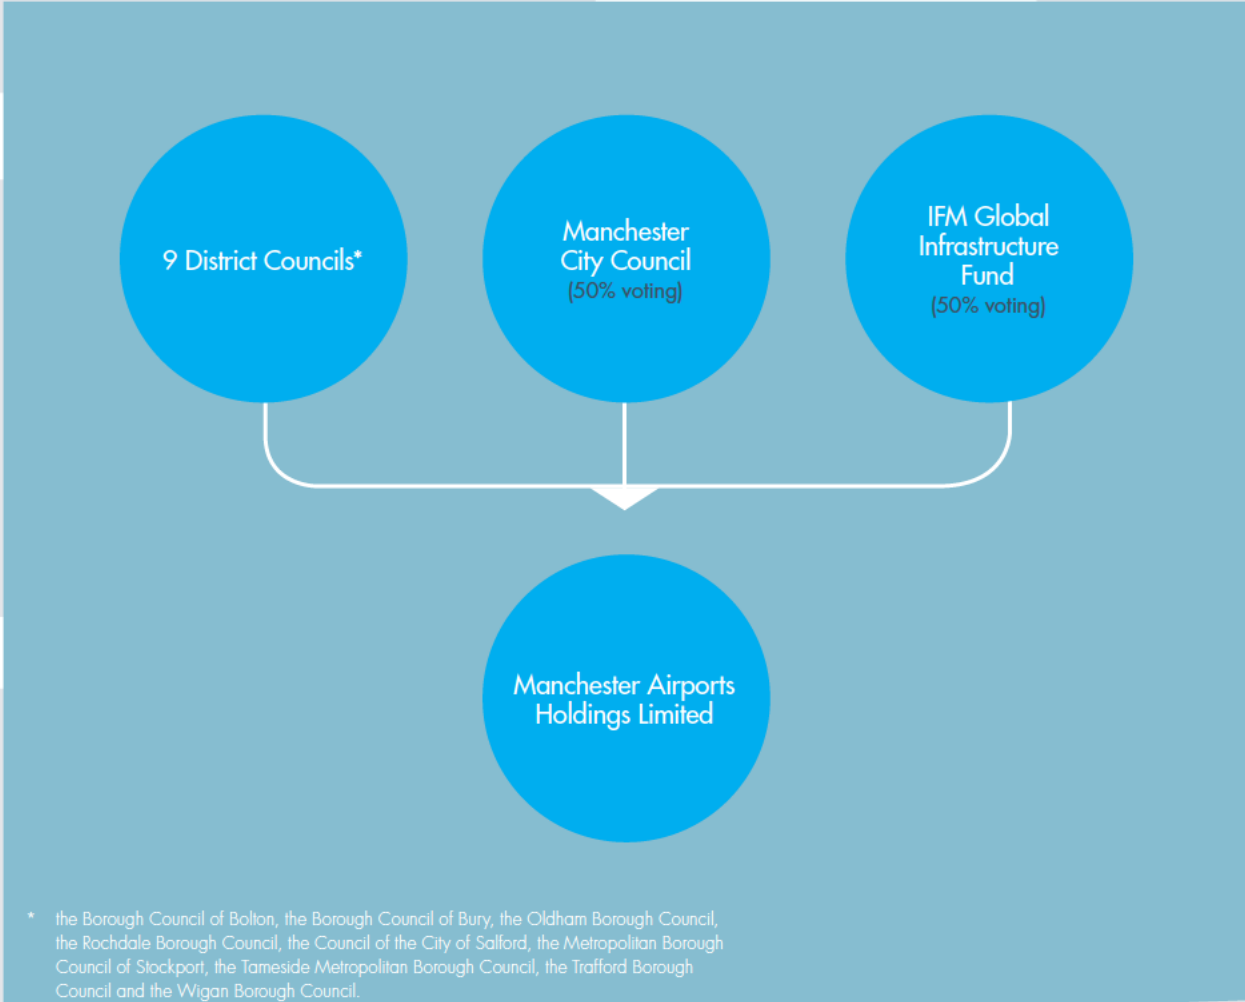 9 District Councils*
Manchester
City Council
(50% voting)
IFM Global
Infrastructure
Fund
(50% voting)
Manchester Airports
Holdings Limited
* the Borough Council of Bolton, the Borough Council of Bury, the Oldham Borough Council,
the Rochdale Borough Council, the Council of the City of Salford, the Metropolitan Borough
Council of Stockport, the Tameside Metropolitan Borough Council, the Trafford Borough
Council and the Wigan Borough Council.